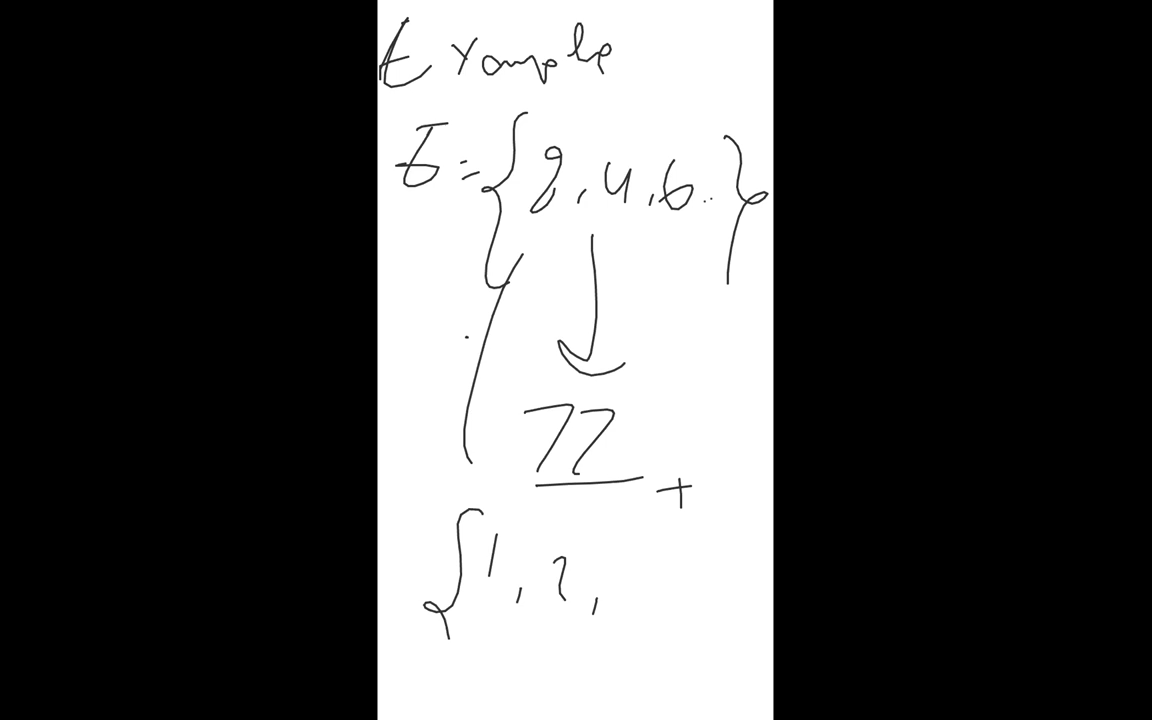 Example
E = {2, 4, 6 .. }
ℤ +
{1, 2,